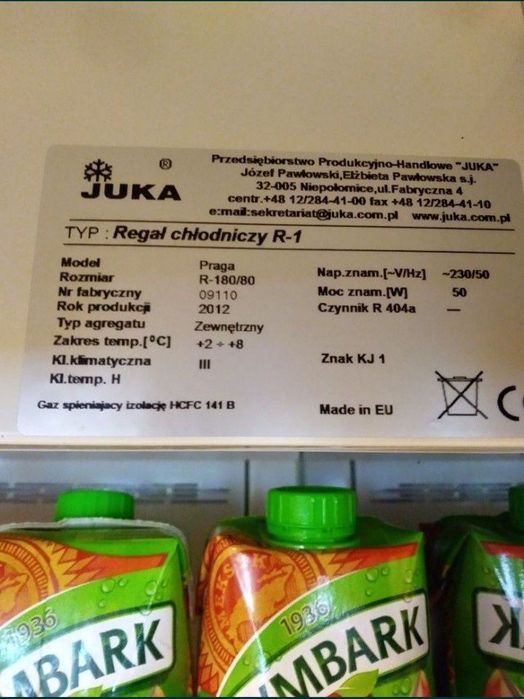 JUKA ®
Przedsiębiorstwo Produkcyjno-Handlowe "JUKA"
Józef Pawłowski,Elżbieta Pawłowska s.j.
32-005 Niepołomice,ul.Fabryczna 4
centr.+48 12/284-41-00 fax +48 12/284-41-10
e:mail:sekretariat@juka.com.pl www.juka.com.pl
TYP : Regał chłodniczy R-1
Model Praga
Rozmiar R-180/80
Nr fabryczny 09110
Rok produkcji 2012
Typ agregatu Zewnętrzny
Zakres temp.[°C] +2 ÷ +8
Kl.klimatyczna III
Kl.temp. H
Nap.znam.[~V/Hz] ~230/50
Moc znam.[W] 50
Czynnik R 404a —
Znak KJ 1
Gaz spieniajacy izolację HCFC 141 B
Made in EU
1936
MBARK
1936
MBARK